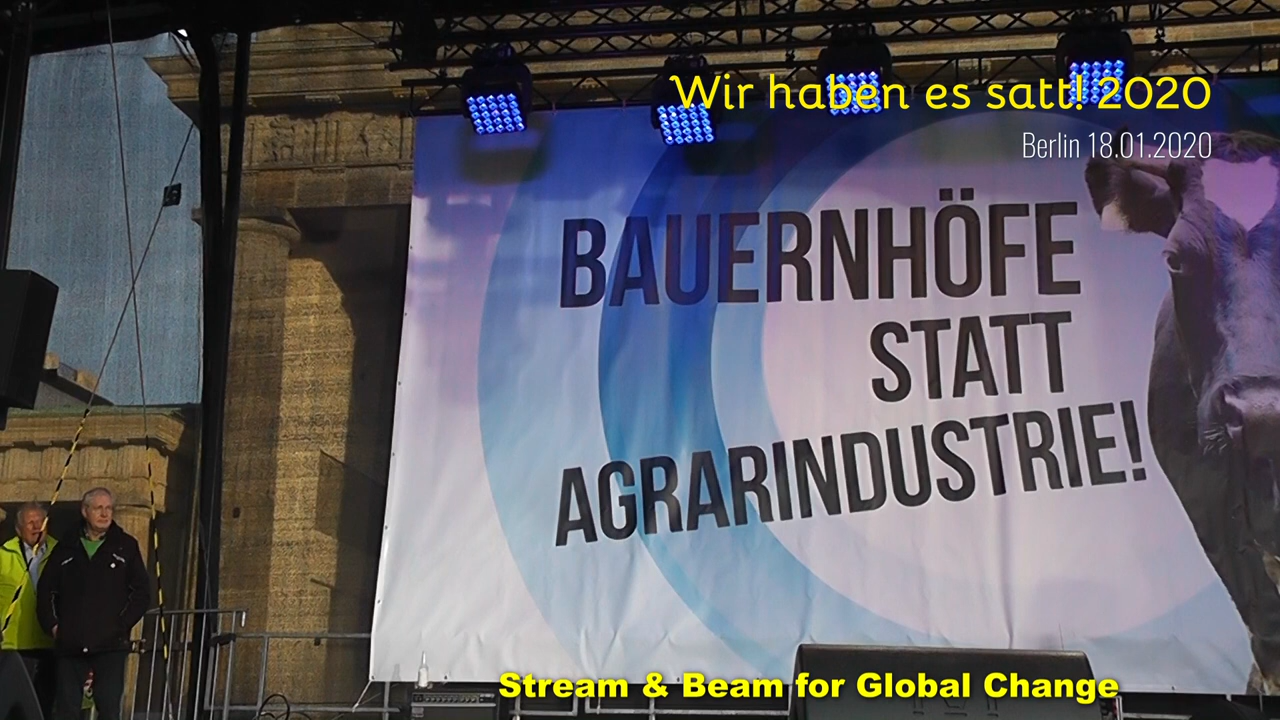 Wir haben es satt! 2020
Berlin 18.01.2020
BAUERNHÖFE
STATT
AGRARINDUSTRIE!
Stream & Beam for Global Change